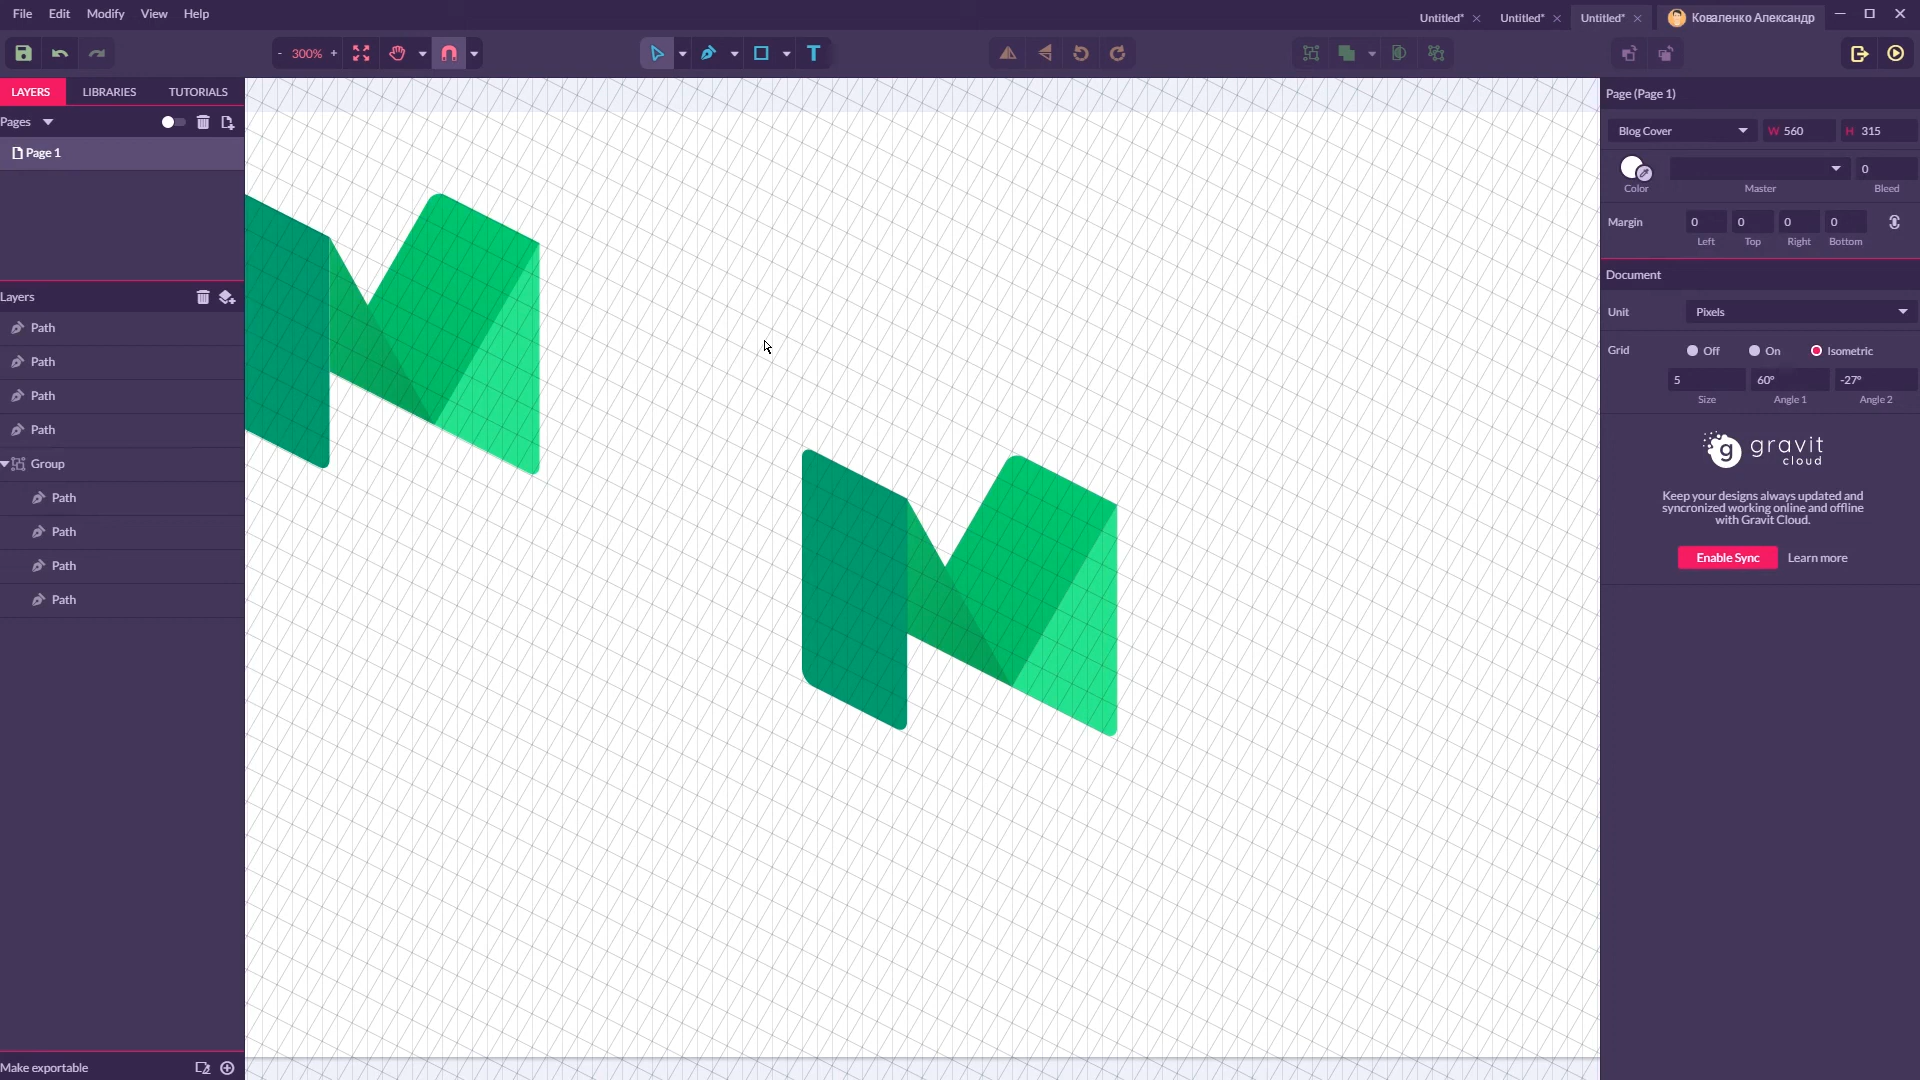 File Edit Modify View Help
Untitled* Untitled* Untitled* Коваленко Александр
- 300% +
T
LAYERS LIBRARIES TUTORIALS
Pages
Page 1
Layers
Path
Path
Path
Path
Group
Path
Path
Path
Path
Make exportable
Page (Page 1)
Blog Cover W 560 H 315
0
Color Master Bleed
Margin 0 0 0 0
Left Top Right Bottom
Document
Unit Pixels
Grid Off On Isometric
5 60° -27°
Size Angle 1 Angle 2
g gravit
cloud
Keep your designs always updated and
syncronized working online and offline
with Gravit Cloud.
Enable Sync Learn more